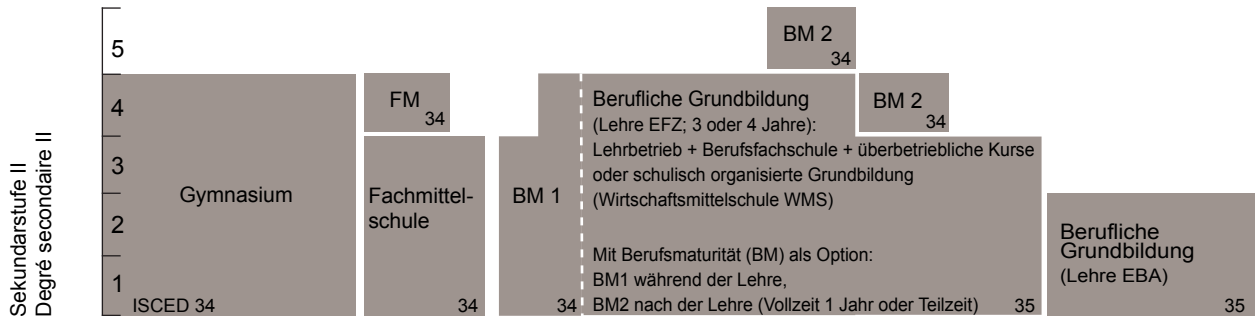 Sekundarstufe II
Degré secondaire II
5
4
3
2
1
Gymnasium
ISCED 34
FM
34
Fachmittel-
schule
34
BM 1
34
BM 2
34
Berufliche Grundbildung
(Lehre EFZ; 3 oder 4 Jahre):
Lehrbetrieb + Berufsfachschule + überbetriebliche Kurse
oder schulisch organisierte Grundbildung
(Wirtschaftsmittelschule WMS)
Mit Berufsmaturität (BM) als Option:
BM1 während der Lehre,
BM2 nach der Lehre (Vollzeit 1 Jahr oder Teilzeit)
35
BM 2
34
Berufliche
Grundbildung
(Lehre EBA)
35